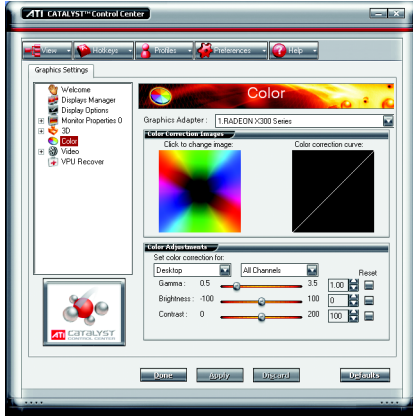 ATI CATALYST™ Control Center
View Hotkeys Profiles Preferences Help
Graphics Settings
Welcome
Displays Manager
Display Options
Monitor Properties 0
3D
Color
Video
VPU Recover
Color
Graphics Adapter : 1.RADEON X300 Series
Color Correction Images
Click to change image: Color correction curve:
Color Adjustments
Set color correction for:
Desktop All Channels Reset
Gamma : 0.5 3.5 1.00
Brightness : -100 100 0
Contrast : 0 200 100
ATI CATALYST
CONTROL CENTER
Done Apply Discard Defaults